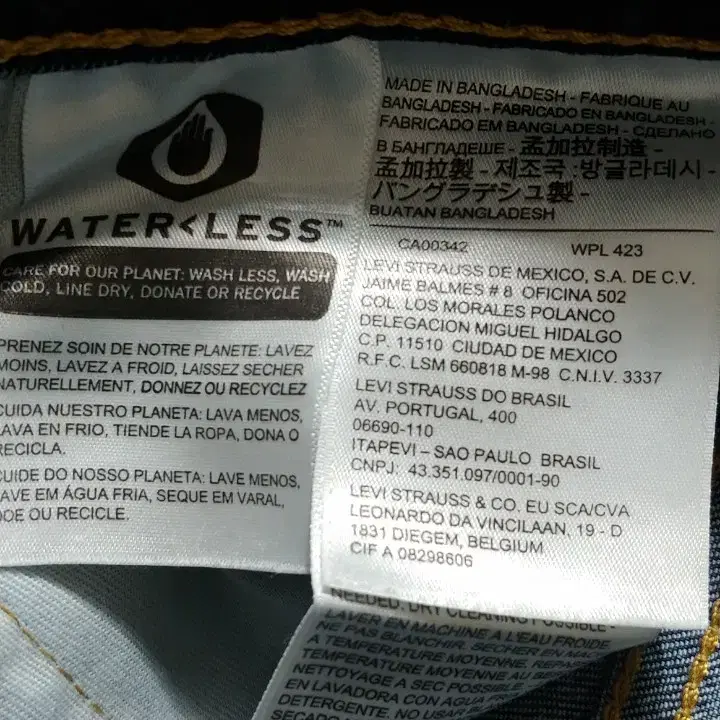 WATER<LESS™
CARE FOR OUR PLANET: WASH LESS, WASH
COLD, LINE DRY, DONATE OR RECYCLE
PRENEZ SOIN DE NOTRE PLANETE: LAVEZ
MOINS, LAVEZ A FROID, LAISSEZ SECHER
NATURELLEMENT, DONNEZ OU RECYCLEZ
CUIDA NUESTRO PLANETA: LAVA MENOS,
LAVA EN FRIO, TIENDE LA ROPA, DONA O
RECICLA.
CUIDE DO NOSSO PLANETA: LAVE MENOS,
LAVE EM ÁGUA FRIA, SEQUE EM VARAL,
DOE OU RECICLE.
MADE IN BANGLADESH - FABRIQUE AU
BANGLADESH - FABRICADO EN BANGLADESH -
FABRICADO EM BANGLADESH - СДЕЛАНО
В БАНГЛАДЕШЕ - 孟加拉制造 -
孟加拉製 - 제조국 :방글라데시 -
バングラデシュ製 -
BUATAN BANGLADESH
CA00342 WPL 423
LEVI STRAUSS DE MEXICO, S.A. DE C.V.
JAIME BALMES # 8 OFICINA 502
COL. LOS MORALES POLANCO
DELEGACION MIGUEL HIDALGO
C.P. 11510 CIUDAD DE MEXICO
R.F.C. LSM 660818 M-98 C.N.I.V. 3337
LEVI STRAUSS DO BRASIL
AV. PORTUGAL, 400
06690-110
ITAPEVI – SAO PAULO BRASIL
CNPJ: 43.351.097/0001-90
LEVI STRAUSS & CO. EU SCA/CVA
LEONARDO DA VINCILAAN, 19 - D
1831 DIEGEM, BELGIUM
CIF A 08298606
NEEDED. DRY CLEANING POSSIBLE -
LAVER EN MACHINE A L'EAU FROIDE.
NE PAS BLANCHIR. SECHER EN
A TEMPERATURE MOYENNE.
TEMPERATURE MOYENNE AU
NETTOYAGE A SEC POSSIBLE
EN LAVADORA CON AGUA
DETERGENTE. NO USAR
SECADO